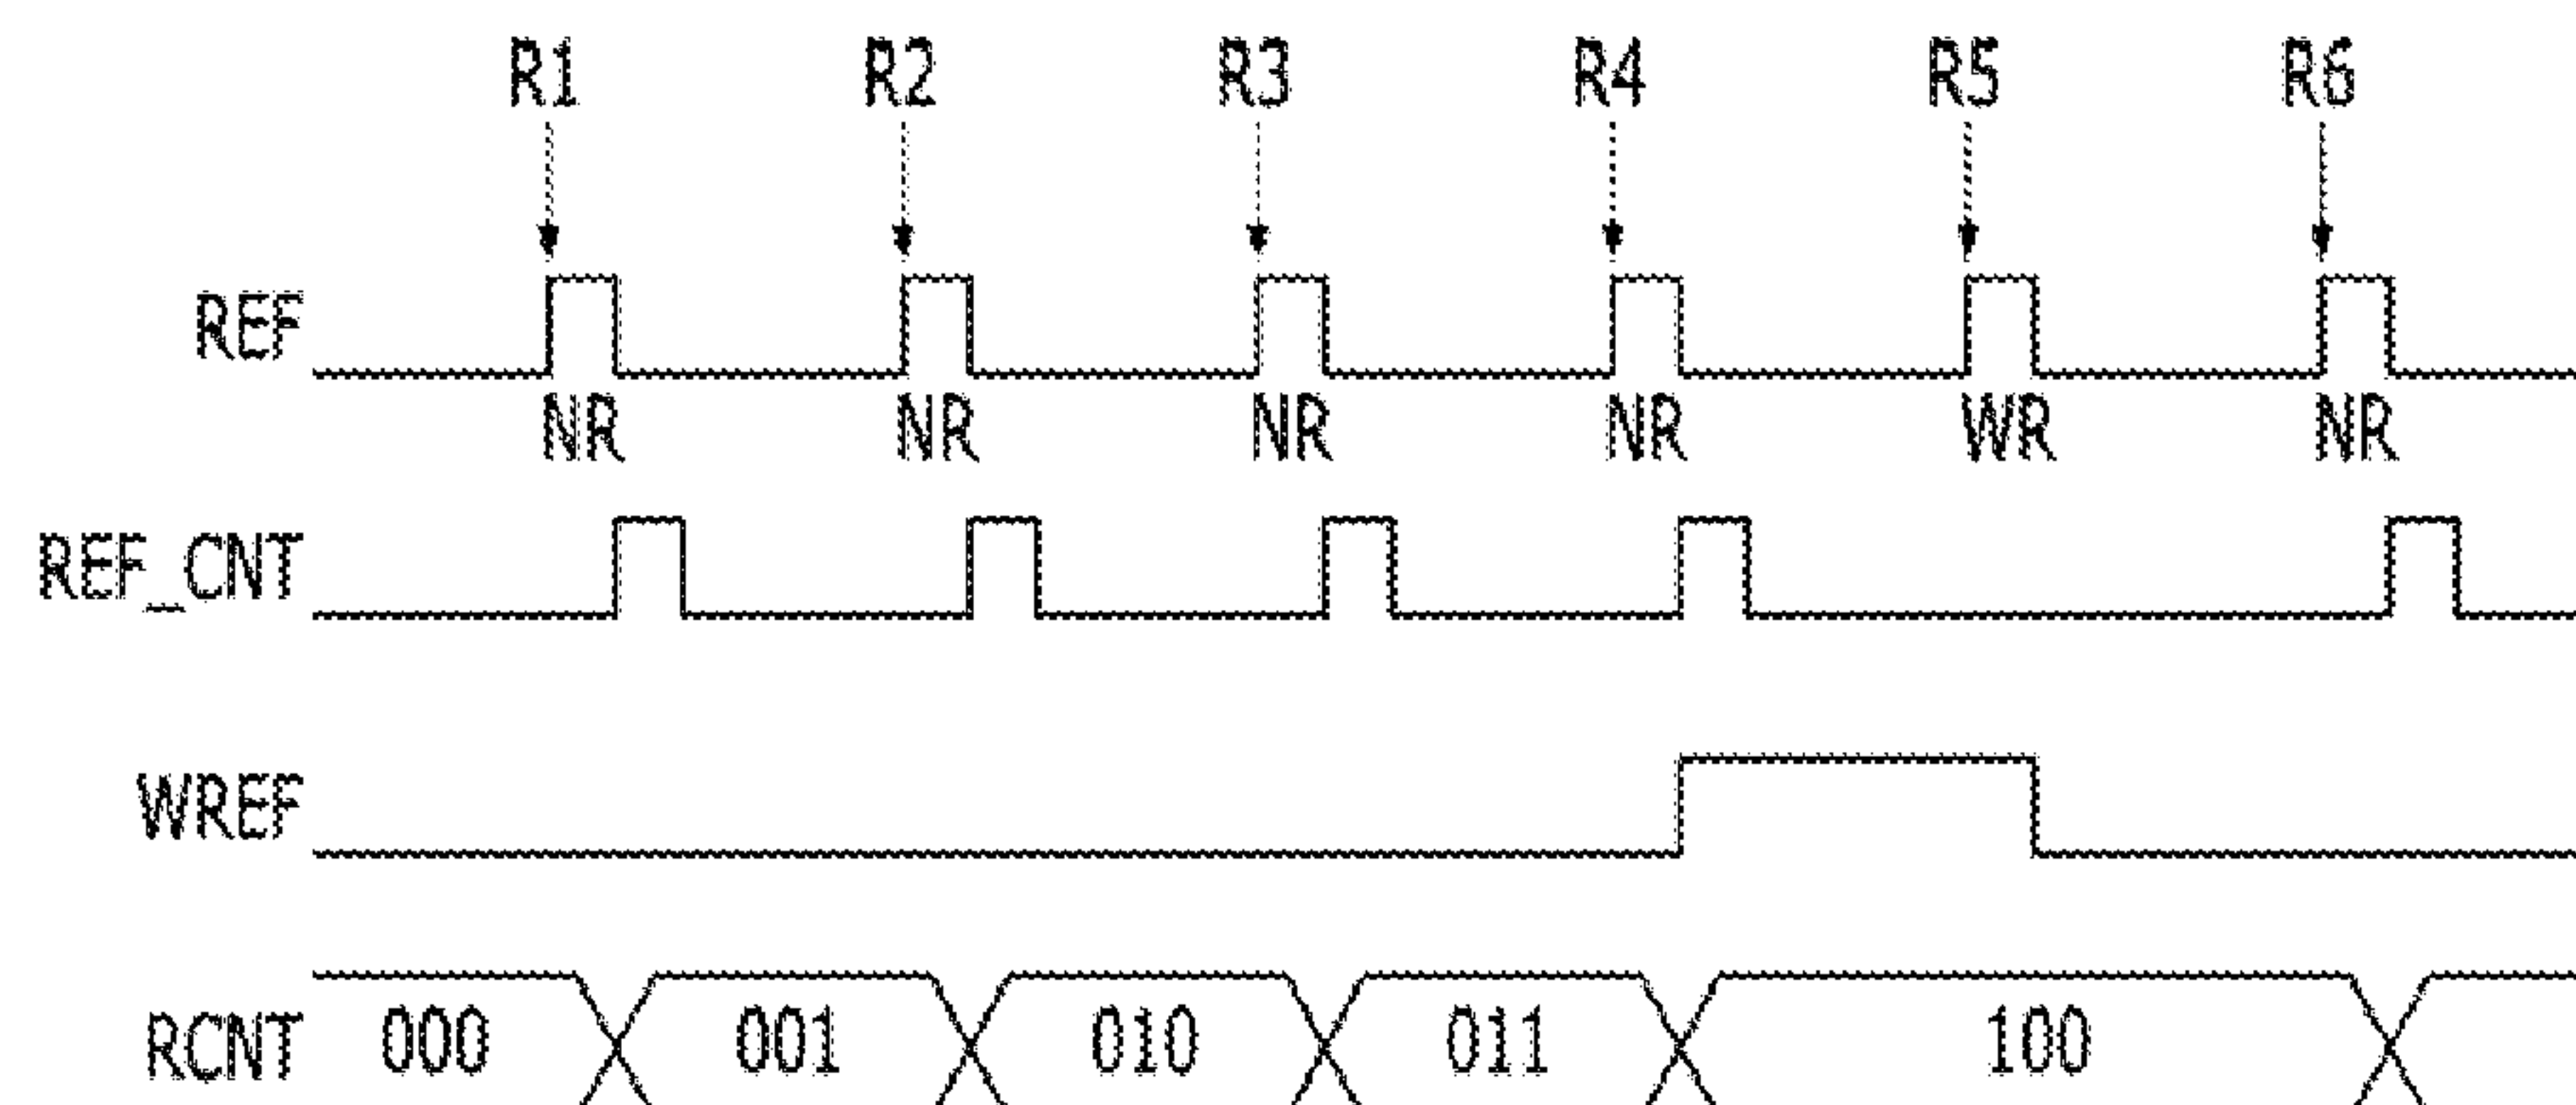 R1 R2 R3 R4 R5 R6
REF
NR NR NR NR WR NR
REF_CNT
WREF
RCNT 000 001 010 011 100